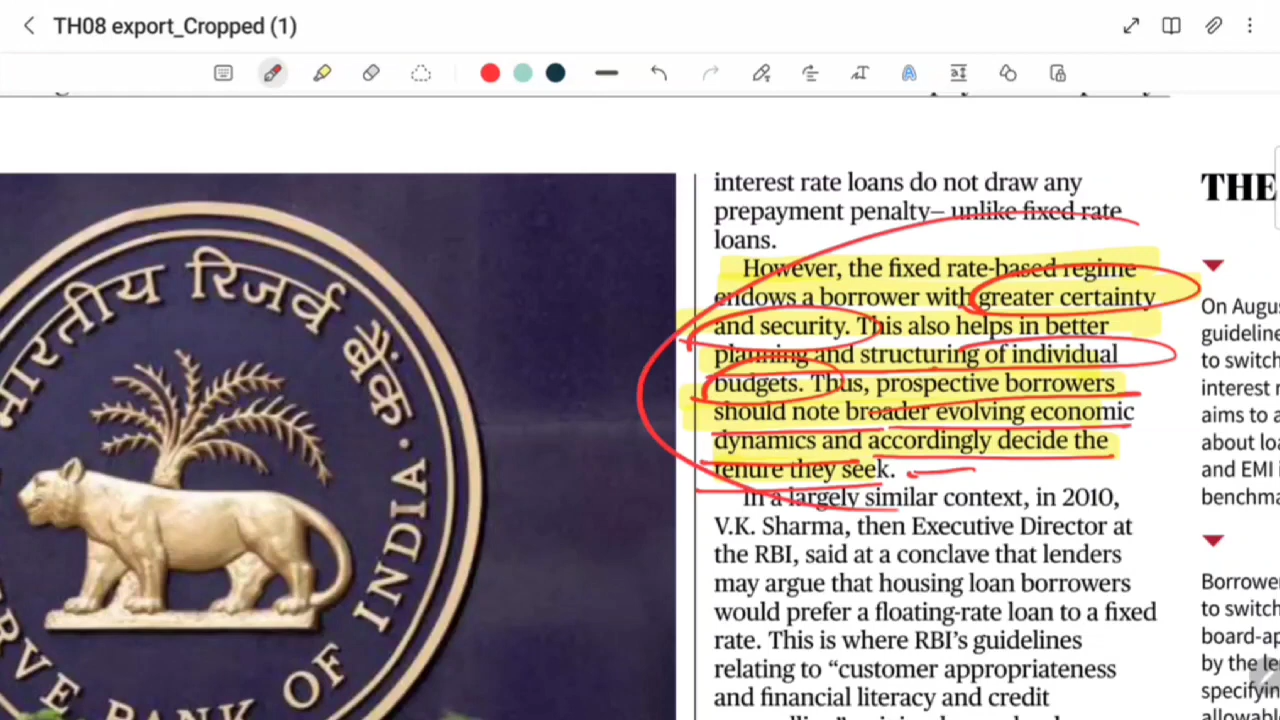 TH08 export_Cropped (1)
भारतीय रिज़र्व बैंक
RESERVE BANK OF INDIA
interest rate loans do not draw any
prepayment penalty– unlike fixed rate
loans.
However, the fixed rate-based regime
endows a borrower with greater certainty
and security. This also helps in better
planning and structuring of individual
budgets. Thus, prospective borrowers
should note broader evolving economic
dynamics and accordingly decide the
tenure they seek.
In a largely similar context, in 2010,
V.K. Sharma, then Executive Director at
the RBI, said at a conclave that lenders
may argue that housing loan borrowers
would prefer a floating-rate loan to a fixed
rate. This is where RBI’s guidelines
relating to “customer appropriateness
and financial literacy and credit
THE
On
guideline
to switch
interest
aims to
about
and EMI
benchma
Borrower
to switch
board-ap
by the
specifying